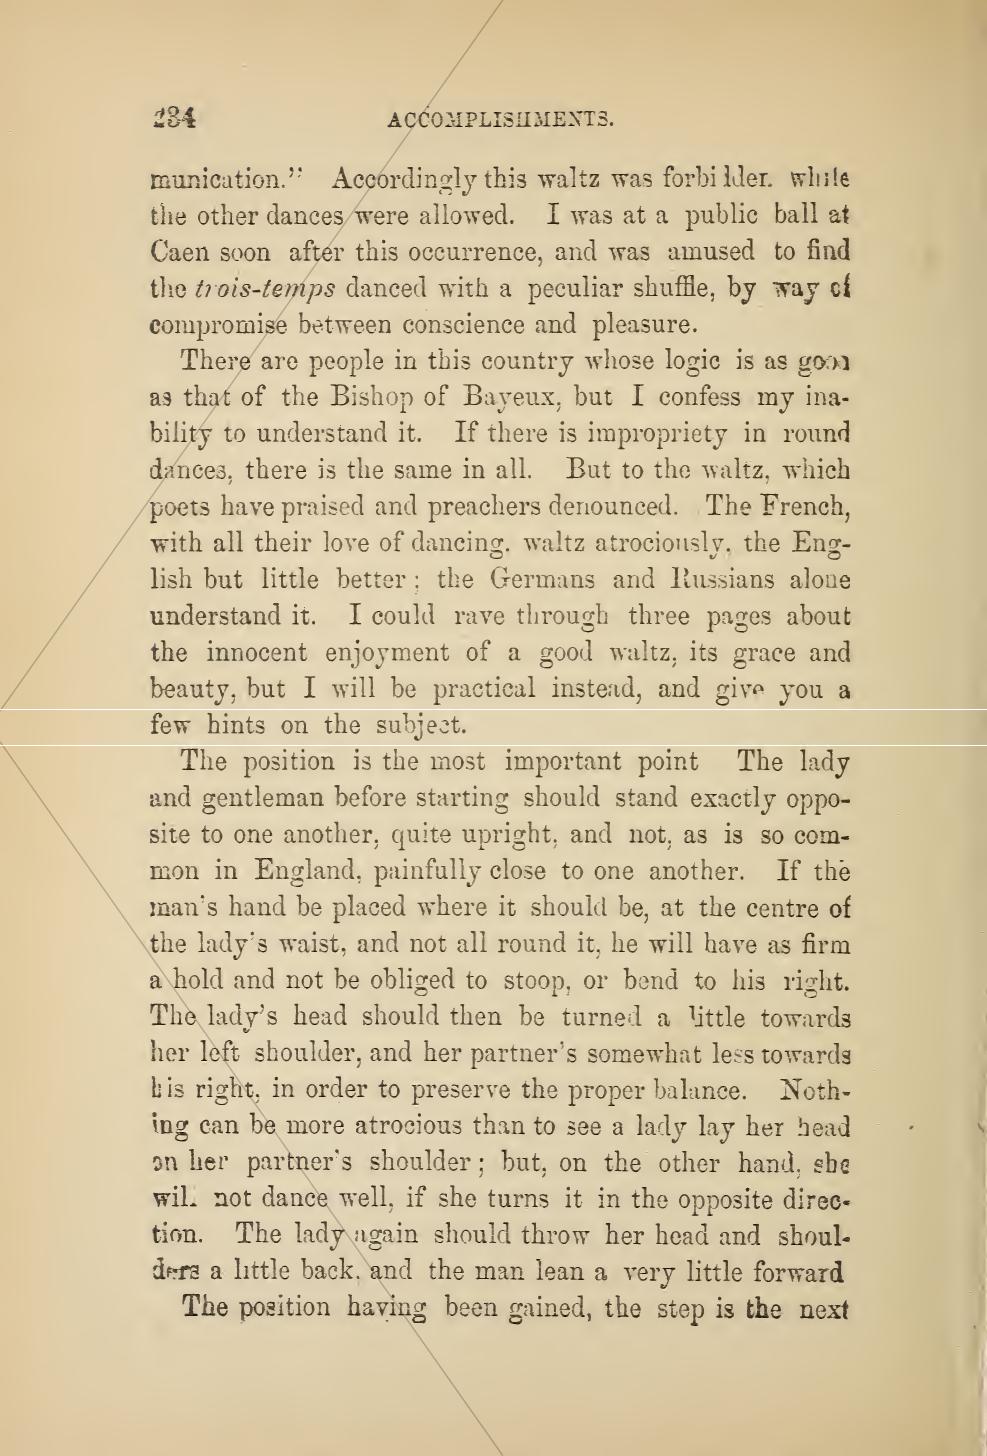 234 ACCOMPLISHMENTS.
munication." Accordingly this waltz was forbidden. while
the other dances were allowed. I was at a public ball at
Caen soon after this occurrence, and was amused to find
the trois-temps danced with a peculiar shuffle, by way of
compromise between conscience and pleasure.
There are people in this country whose logic is as good
as that of the Bishop of Bayeux, but I confess my ina-
bility to understand it. If there is impropriety in round
dances, there is the same in all. But to the waltz, which
poets have praised and preachers denounced. The French,
with all their love of dancing, waltz atrociously, the Eng-
lish but little better; the Germans and Russians alone
understand it. I could rave through three pages about
the innocent enjoyment of a good waltz, its grace and
beauty, but I will be practical instead, and give you a
few hints on the subject.
The position is the most important point The lady
and gentleman before starting should stand exactly oppo-
site to one another, quite upright, and not, as is so com-
mon in England, painfully close to one another. If the
man's hand be placed where it should be, at the centre of
the lady's waist, and not all round it, he will have as firm
a hold and not be obliged to stoop, or bend to his right.
The lady's head should then be turned a little towards
her left shoulder, and her partner's somewhat less towards
his right, in order to preserve the proper balance. Noth-
ing can be more atrocious than to see a lady lay her head
on her partner's shoulder; but, on the other hand, she
will not dance well, if she turns it in the opposite direc-
tion. The lady again should throw her head and shoul-
ders a little back, and the man lean a very little forward
The position having been gained, the step is the next